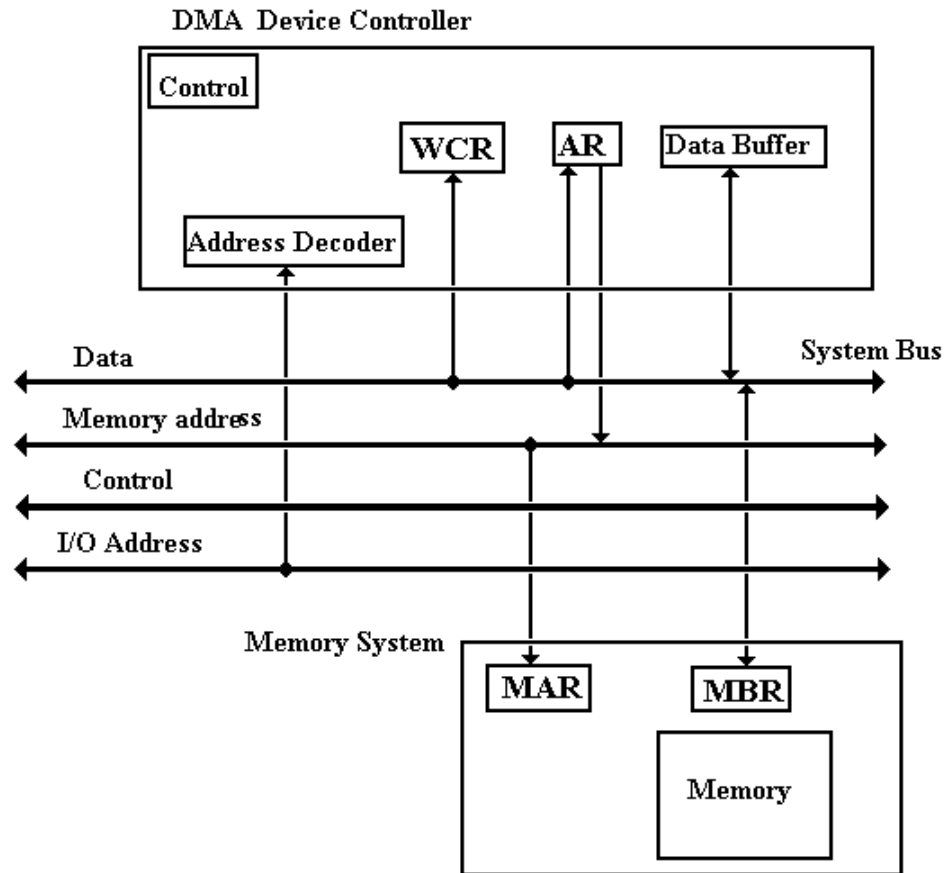 DMA Device Controller
Control
WCR
AR
Data Buffer
Address Decoder
Data
System Bus
Memory address
Control
I/O Address
Memory System
MAR
MBR
Memory